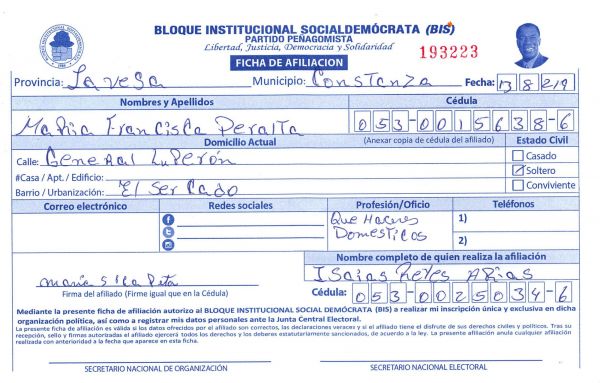 BLOQUE INSTITUCIONAL SOCIALDEMÓCRATA (BIS)
PARTIDO PEÑAGOMISTA
Libertad, Justicia, Democracia y Solidaridad
193223
FICHA DE AFILIACION
Provincia: La vega Municipio: Constanza Fecha: 13 8 219
Nombres y Apellidos Cédula
Maria Francisca Peralta 053-0015638-6
Domicilio Actual (Anexar copia de cédula del afiliado) Estado Civil
Calle: General Luperón Casado
#Casa / Apt. / Edificio: Soltero
Barrio / Urbanización: El Sercado Conviviente
Correo electrónico Redes sociales Profesión/Oficio Teléfonos
Que Haceres 1)
Domesticos 2)
Nombre completo de quien realiza la afiliación
Isaias Reyes Arias
Firma del afiliado (Firme igual que en la Cédula) Cédula: 053-0025034-6
Mediante la presente ficha de afiliación autorizo al BLOQUE INSTITUCIONAL SOCIAL DEMÓCRATA (BIS) a realizar mi inscripción única y exclusiva en dicha
organización política, así como a registrar mis datos personales ante la Junta Central Electoral.
La presente ficha de afiliación es válida si los datos ofrecidos por el afiliado son correctos, las declaraciones veraces y si el afiliado tiene el disfrute de sus derechos civiles y políticos. Tras su
recepción, sello y firmas autorizadas el afiliado ejercerá todos los derechos y los deberes estatutariamente sancionados, de acuerdo a la ley. La presente afiliación anula cualquier afiliación
realizada con anterioridad a la fecha que aparece en esta ficha.
SECRETARIO NACIONAL DE ORGANIZACIÓN SECRETARIO NACIONAL ELECTORAL